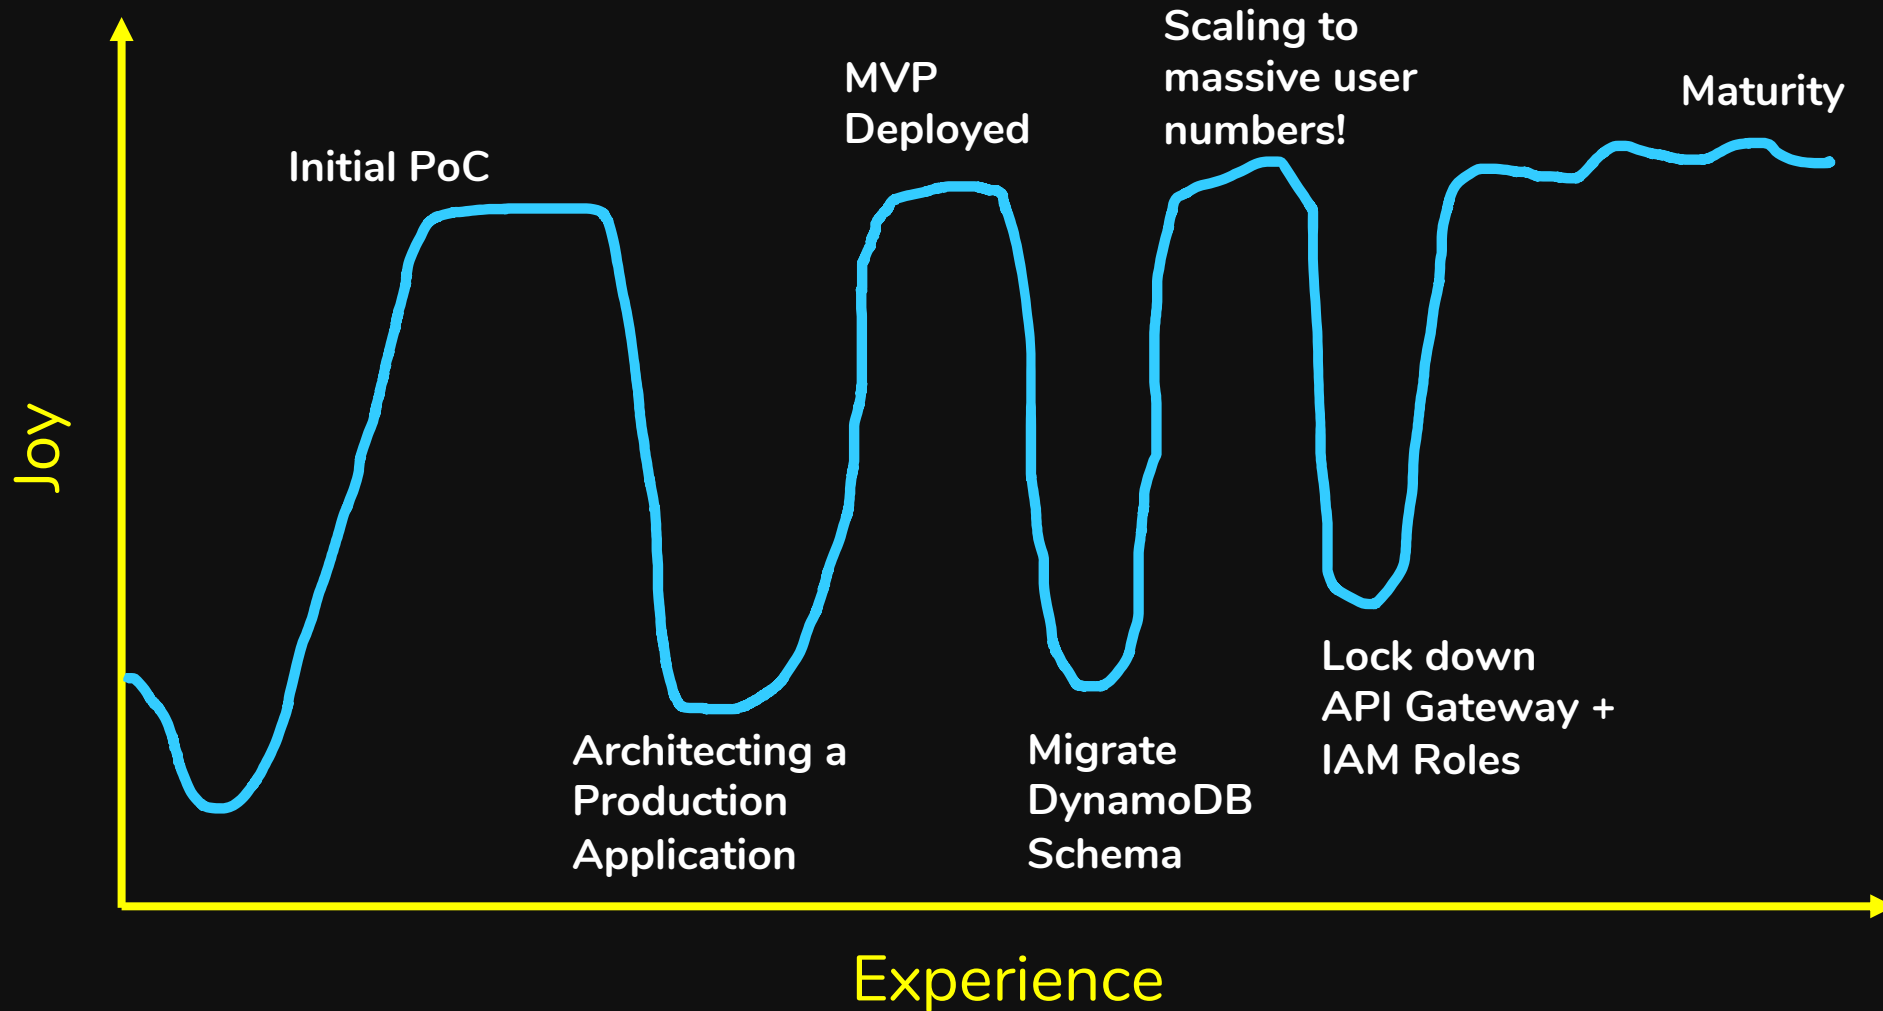 Scaling to
massive user
numbers!
MVP
Deployed
Maturity
Initial PoC
Joy
Lock down
API Gateway +
IAM Roles
Architecting a
Production
Application
Migrate
DynamoDB
Schema
Experience